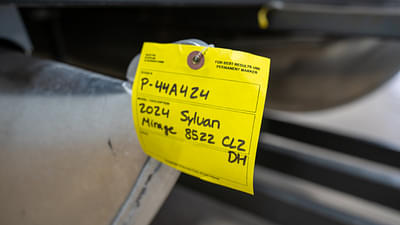 FOR BEST RESULTS USE
PERMANENT MARKER
P-44A424
2024 Sylvan
Mirage 8522 CLZ
DH